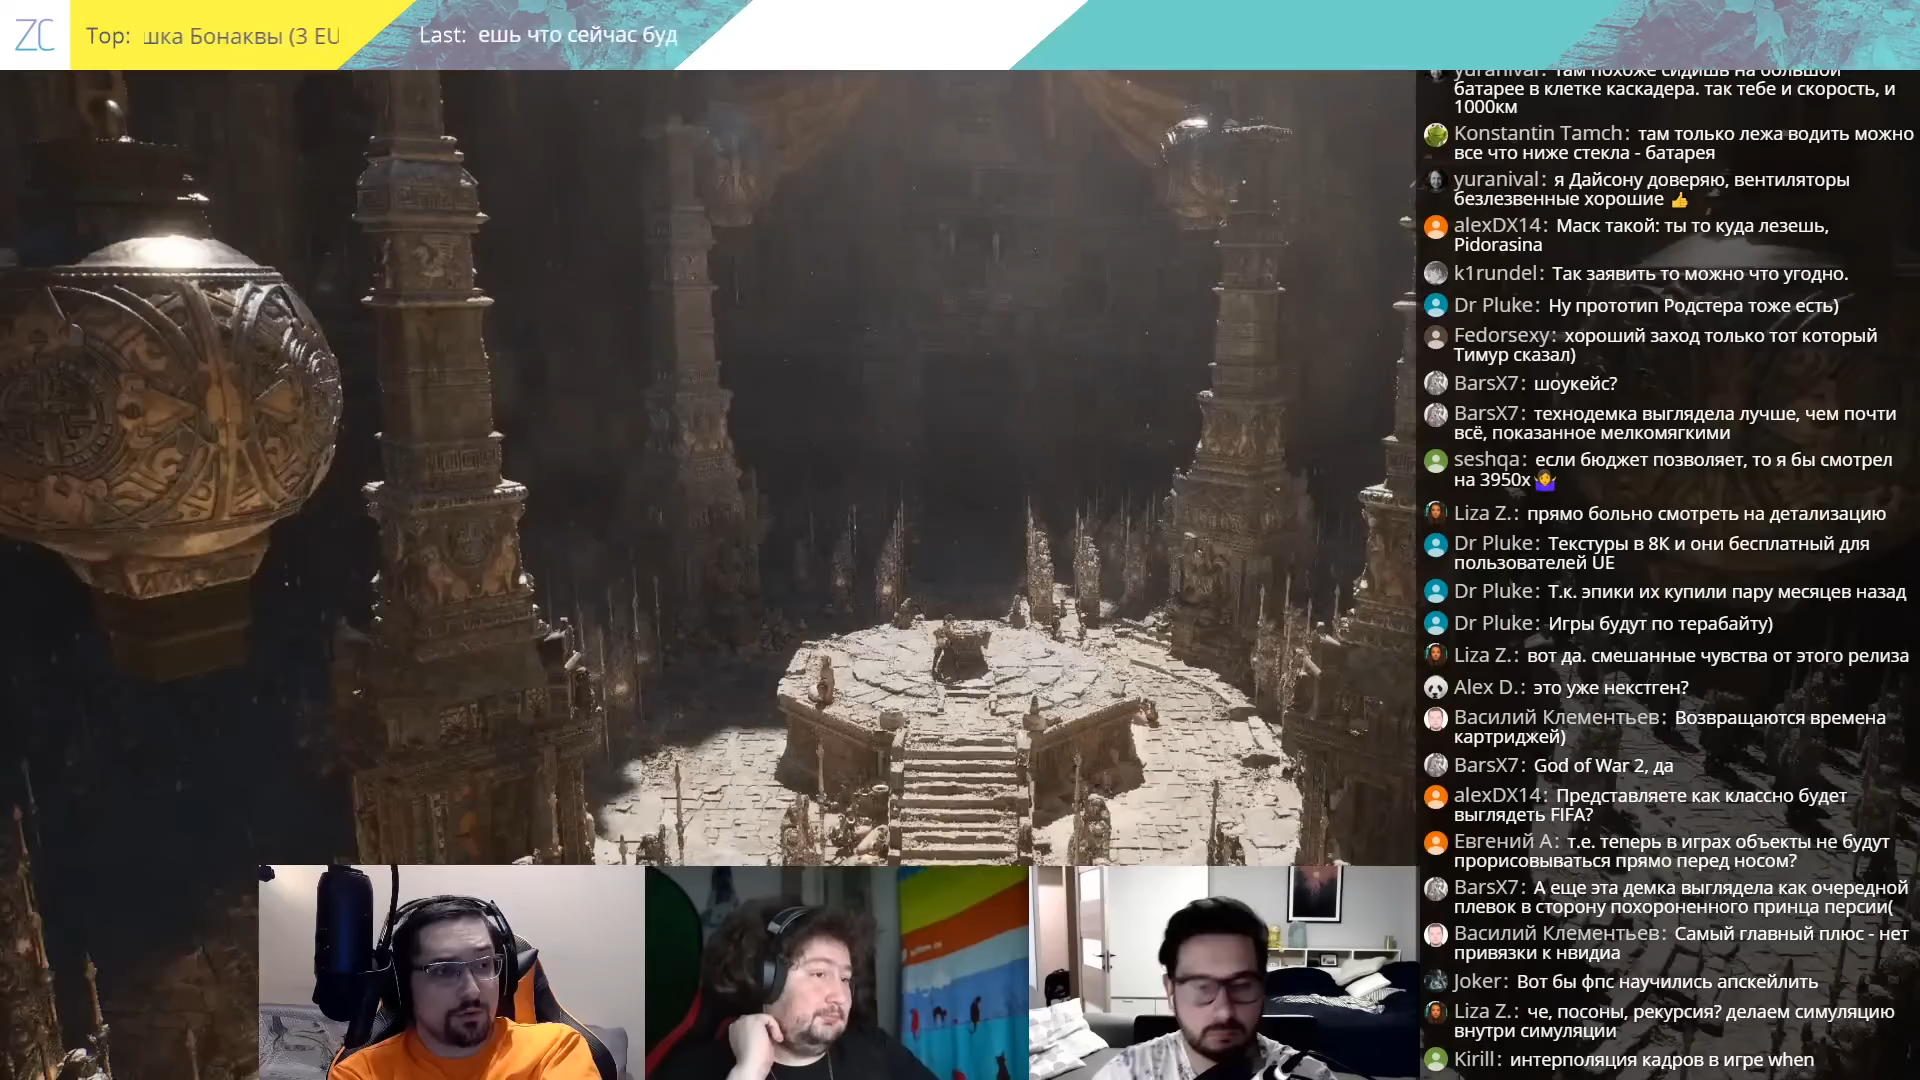 ZC
Top: шка Бонаквы (3 EU
Last: ешь что сейчас буд
yuranival: там похоже сидишь на большой
батарее в клетке каскадера. так тебе и скорость, и
1000км
Konstantin Tamch: там только лежа водить можно
все что ниже стекла - батарея
yuranival: я Дайсону доверяю, вентиляторы
безлезвенные хорошие 👍
alexDX14: Маск такой: ты то куда лезешь,
Pidorasina
k1rundel: Так заявить то можно что угодно.
Dr Pluke: Ну прототип Родстера тоже есть)
Fedorsexy: хороший заход только тот который
Тимур сказал)
BarsX7: шоукейс?
BarsX7: технодемка выглядела лучше, чем почти
всё, показанное мелкомягкими
seshqa: если бюджет позволяет, то я бы смотрел
на 3950x 🤷‍♀️
Liza Z.: прямо больно смотреть на детализацию
Dr Pluke: Текстуры в 8К и они бесплатный для
пользователей UE
Dr Pluke: Т.к. эпики их купили пару месяцев назад
Dr Pluke: Игры будут по терабайту)
Liza Z.: вот да. смешанные чувства от этого релиза
Alex D.: это уже некстген?
Василий Клементьев: Возвращаются времена
картриджей)
BarsX7: God of War 2, да
alexDX14: Представляете как классно будет
выглядеть FIFA?
Евгений А: т.е. теперь в играх объекты не будут
прорисовываться прямо перед носом?
BarsX7: А еще эта демка выглядела как очередной
плевок в сторону похороненного принца персии(
Василий Клементьев: Самый главный плюс - нет
привязки к нвидиа
Joker: Вот бы фпс научились апскейлить
Liza Z.: че, посоны, рекурсия? делаем симуляцию
внутри симуляции
Kirill: интерполяция кадров в игре when